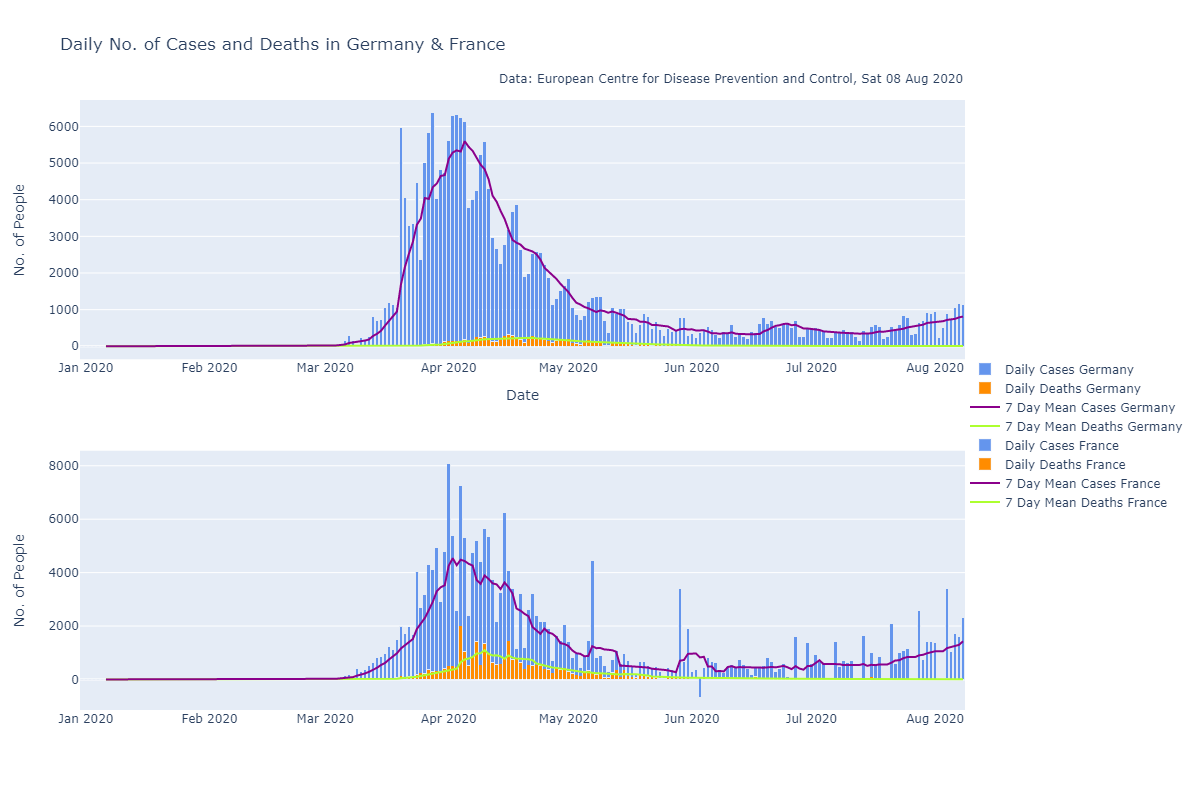 Daily No. of Cases and Deaths in Germany & France
Data: European Centre for Disease Prevention and Control, Sat 08 Aug 2020
No. of People
6000
5000
4000
3000
2000
1000
0
Jan 2020 Feb 2020 Mar 2020 Apr 2020 May 2020 Jun 2020 Jul 2020 Aug 2020
Date
Daily Cases Germany
Daily Deaths Germany
7 Day Mean Cases Germany
7 Day Mean Deaths Germany
Daily Cases France
Daily Deaths France
7 Day Mean Cases France
7 Day Mean Deaths France
No. of People
8000
6000
4000
2000
0
Jan 2020 Feb 2020 Mar 2020 Apr 2020 May 2020 Jun 2020 Jul 2020 Aug 2020